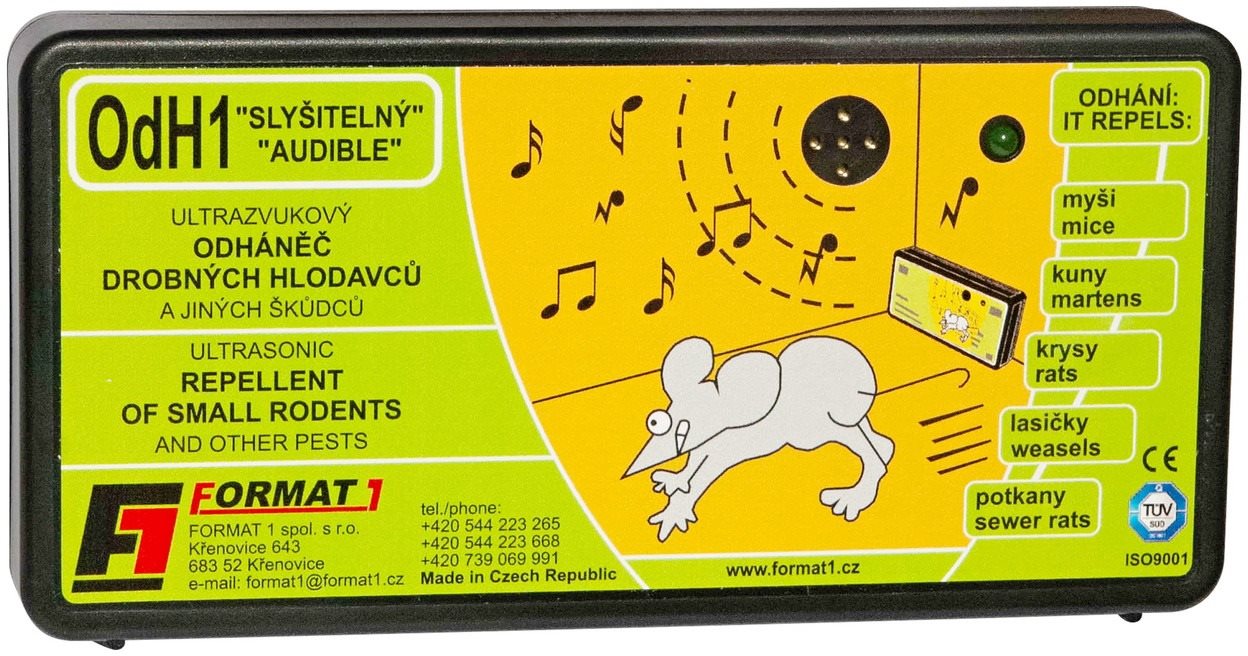 OdH1 "SLYŠITELNÝ"
"AUDIBLE"
ULTRAZVUKOVÝ
ODHÁNĚČ
DROBNÝCH HLODAVCŮ
A JINÝCH ŠKŮDCŮ
ULTRASONIC
REPELLENT
OF SMALL RODENTS
AND OTHER PESTS
FORMAT 1
FORMAT 1 spol. s r.o.
Křenovice 643
683 52 Křenovice
e-mail: format1@format1.cz
tel./phone:
+420 544 223 265
+420 544 223 668
+420 739 069 991
Made in Czech Republic
www.format1.cz
ODHÁNÍ:
IT REPELS:
myši
mice
kuny
martens
krysy
rats
lasičky
weasels
potkany
sewer rats
CE
TÜV
SÜD
ISO9001